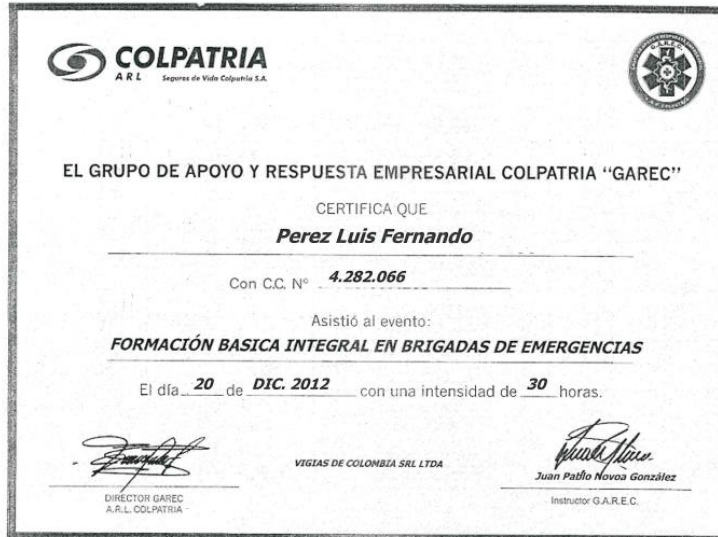 COLPATRIA
ARL Seguros de Vida Colpatria S.A.
G.A.R.E.C.
EL GRUPO DE APOYO Y RESPUESTA EMPRESARIAL COLPATRIA “GAREC”
CERTIFICA QUE
Perez Luis Fernando
Con C.C. N° 4.282.066
Asistió al evento:
FORMACIÓN BASICA INTEGRAL EN BRIGADAS DE EMERGENCIAS
El día 20 de DIC. 2012 con una intensidad de 30 horas.
VIGIAS DE COLOMBIA SRL LTDA
Juan Pablo Novoa González
DIRECTOR GAREC
A.R.L. COLPATRIA
Instructor G.A.R.E.C.